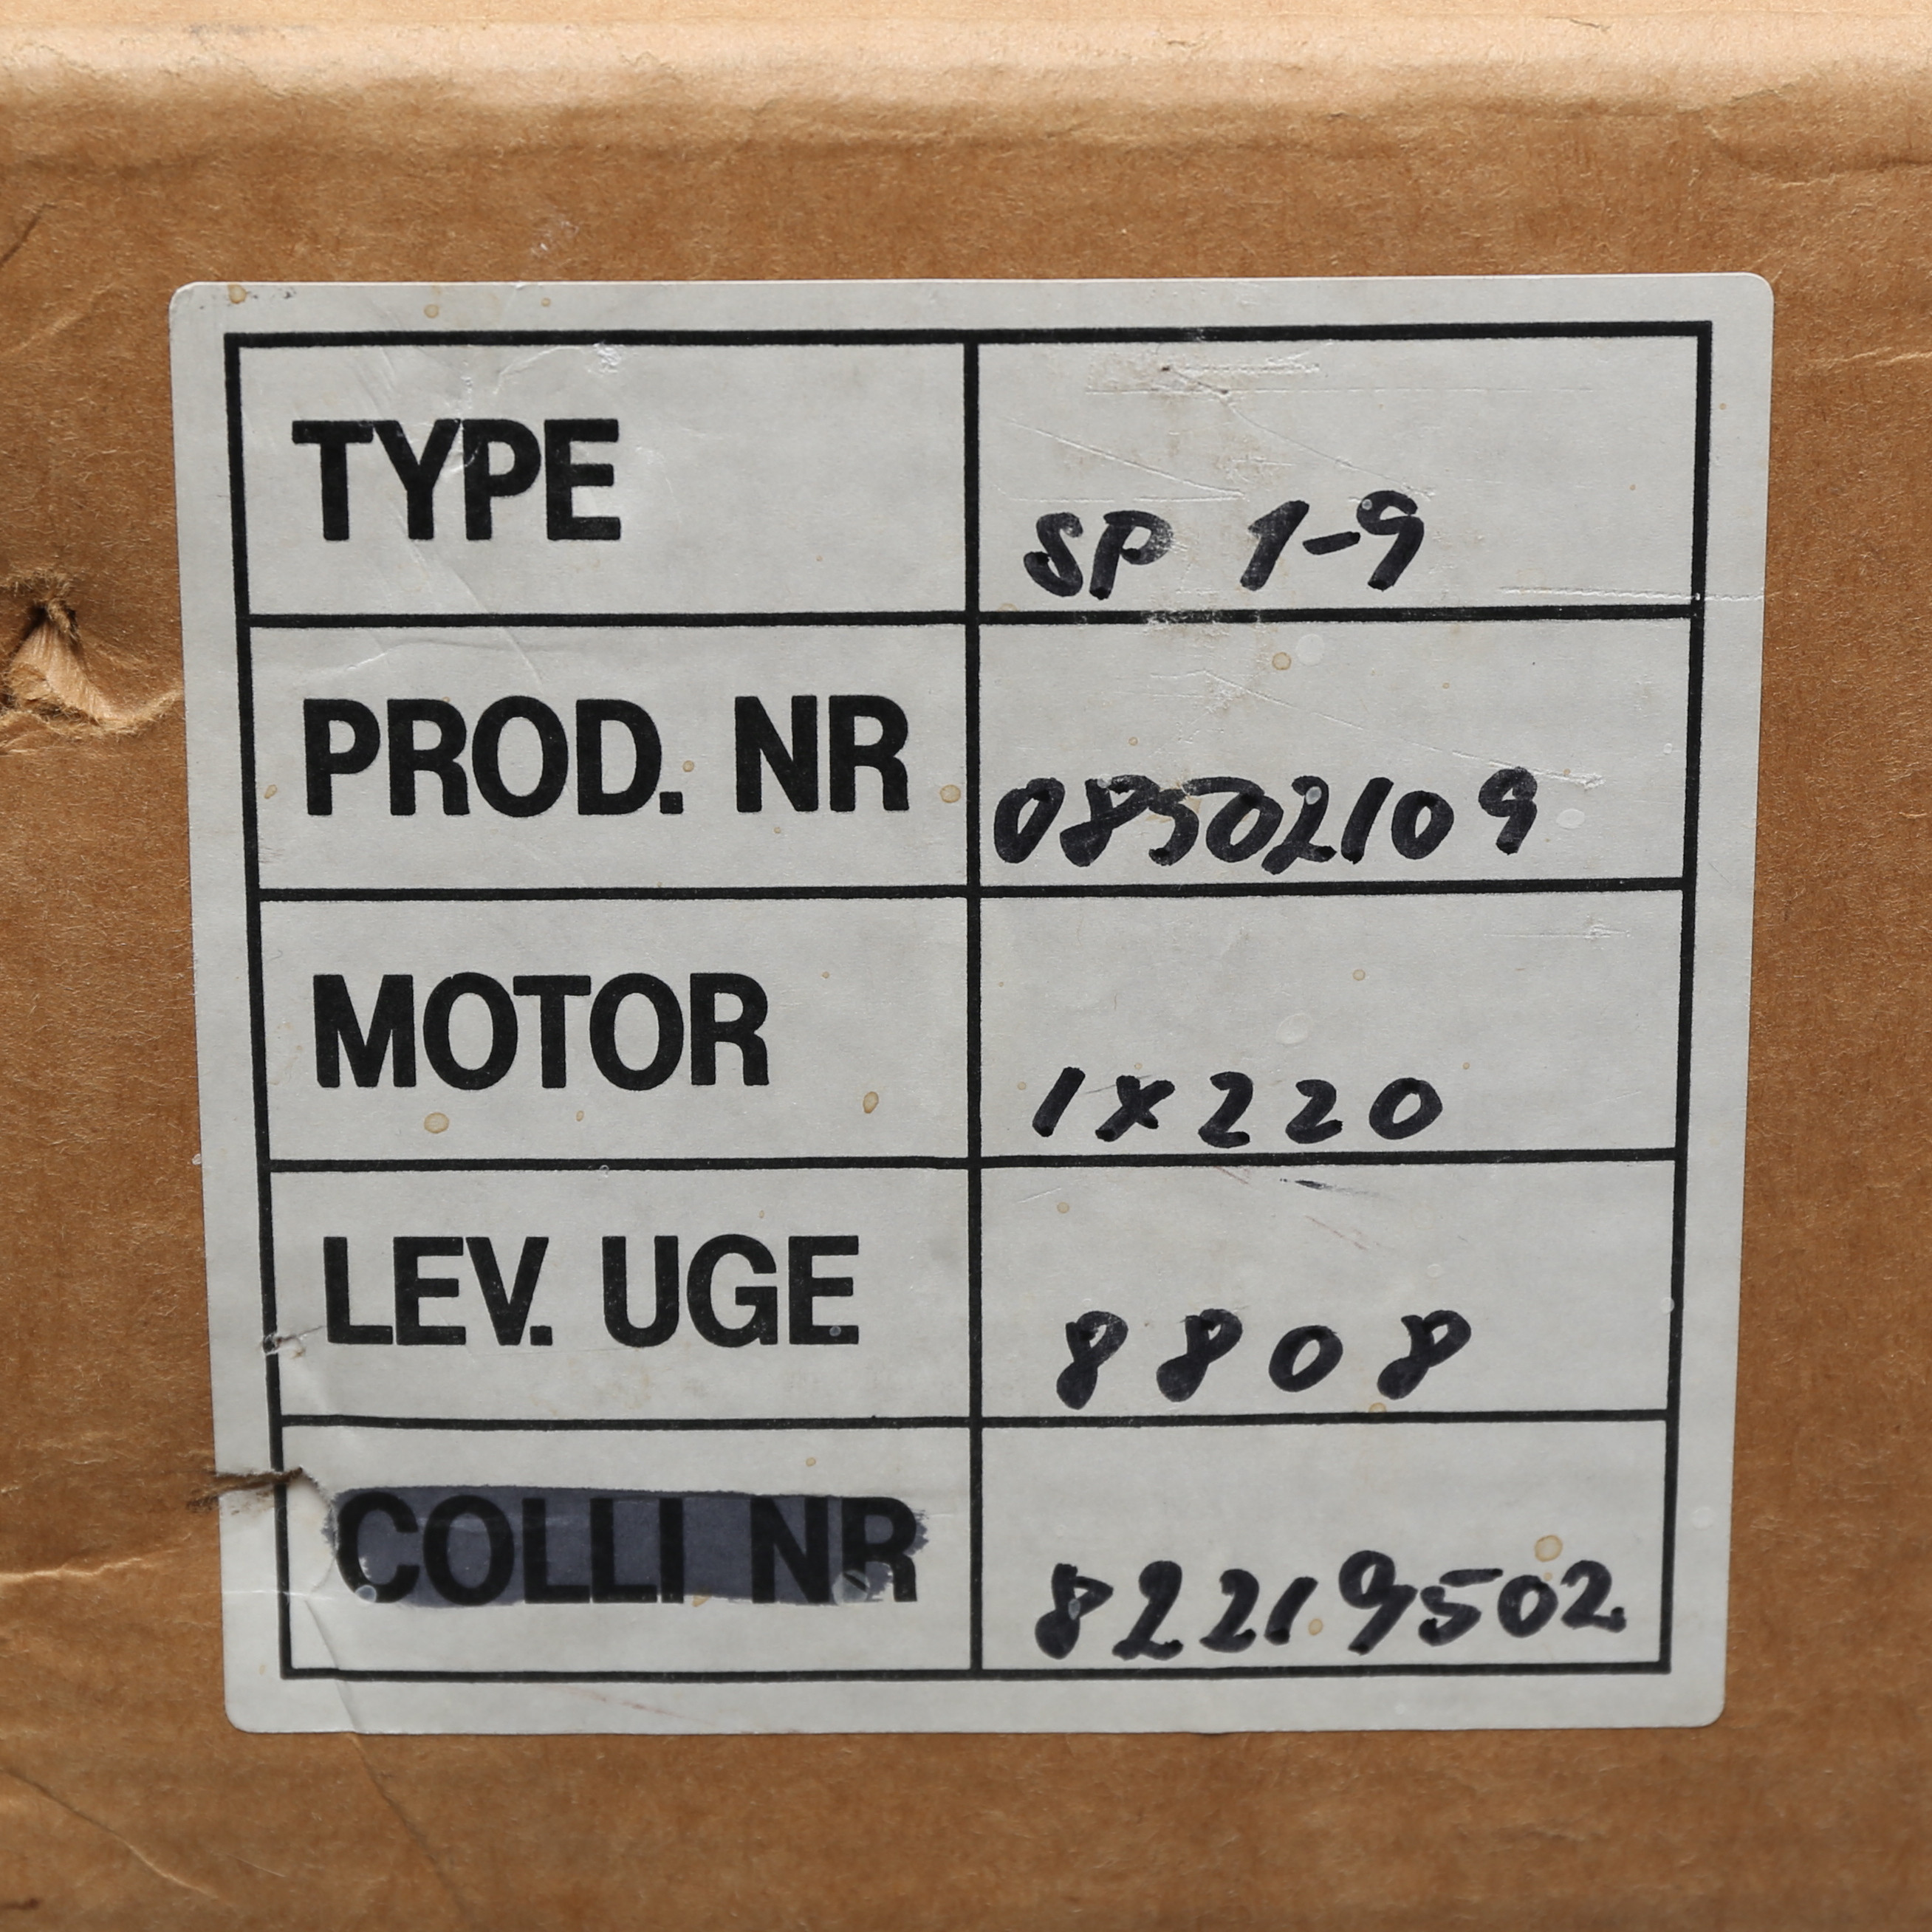 TYPE SP 1-9
PROD. NR 08502109
MOTOR 1x220
LEV. UGE 8808
COLLI NR 82219502